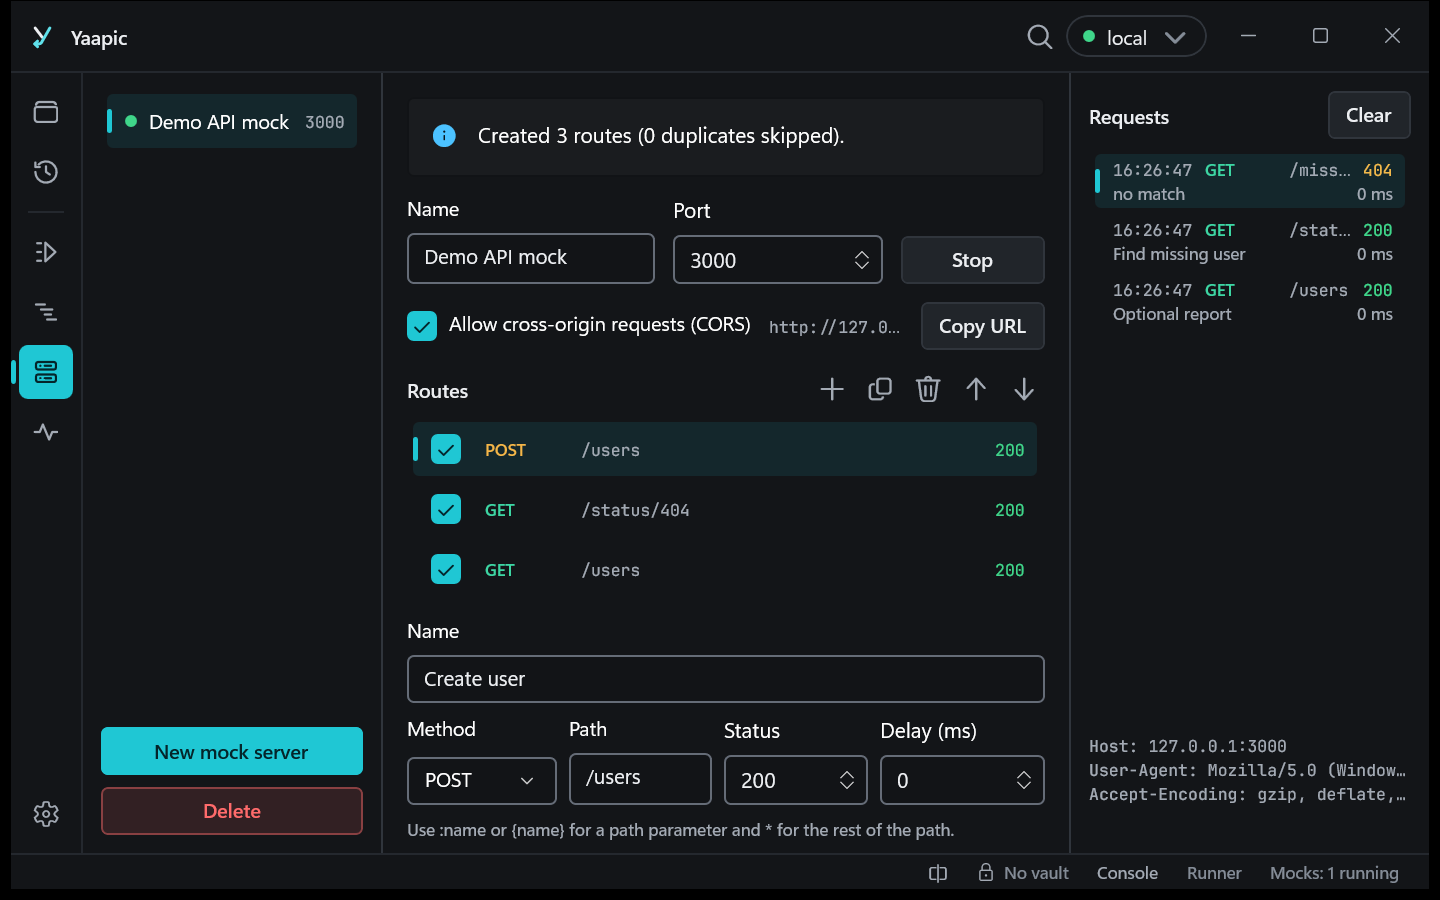 Yaapic
local
Demo API mock 3000
New mock server
Delete
Created 3 routes (0 duplicates skipped).
Name
Port
Demo API mock
3000
Stop
Allow cross-origin requests (CORS)
http://127.0...
Copy URL
Routes
POST /users 200
GET /status/404 200
GET /users 200
Name
Create user
Method
Path
Status
Delay (ms)
POST
/users
200
0
Use :name or {name} for a path parameter and * for the rest of the path.
Requests
Clear
16:26:47 GET /miss... 404
no match 0 ms
16:26:47 GET /stat... 200
Find missing user 0 ms
16:26:47 GET /users 200
Optional report 0 ms
Host: 127.0.0.1:3000
User-Agent: Mozilla/5.0 (Window...
Accept-Encoding: gzip, deflate,...
No vault
Console
Runner
Mocks: 1 running